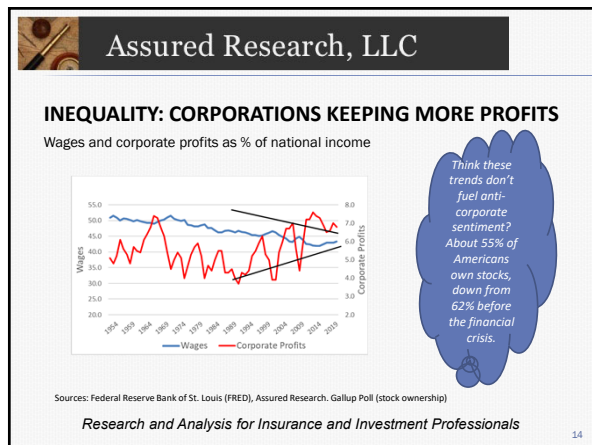 Assured Research, LLC
INEQUALITY: CORPORATIONS KEEPING MORE PROFITS
Wages and corporate profits as % of national income
55.0
50.0
45.0
40.0
35.0
30.0
25.0
20.0
Wages
8.0
7.0
6.0
5.0
4.0
3.0
2.0
Corporate Profits
1954
1959
1964
1969
1974
1979
1984
1989
1994
1999
2004
2009
2014
2019
Wages
Corporate Profits
Think these
trends don't
fuel anti-
corporate
sentiment?
About 55% of
Americans
own stocks,
down from
62% before
the financial
crisis.
Sources: Federal Reserve Bank of St. Louis (FRED), Assured Research. Gallup Poll (stock ownership)
Research and Analysis for Insurance and Investment Professionals
14